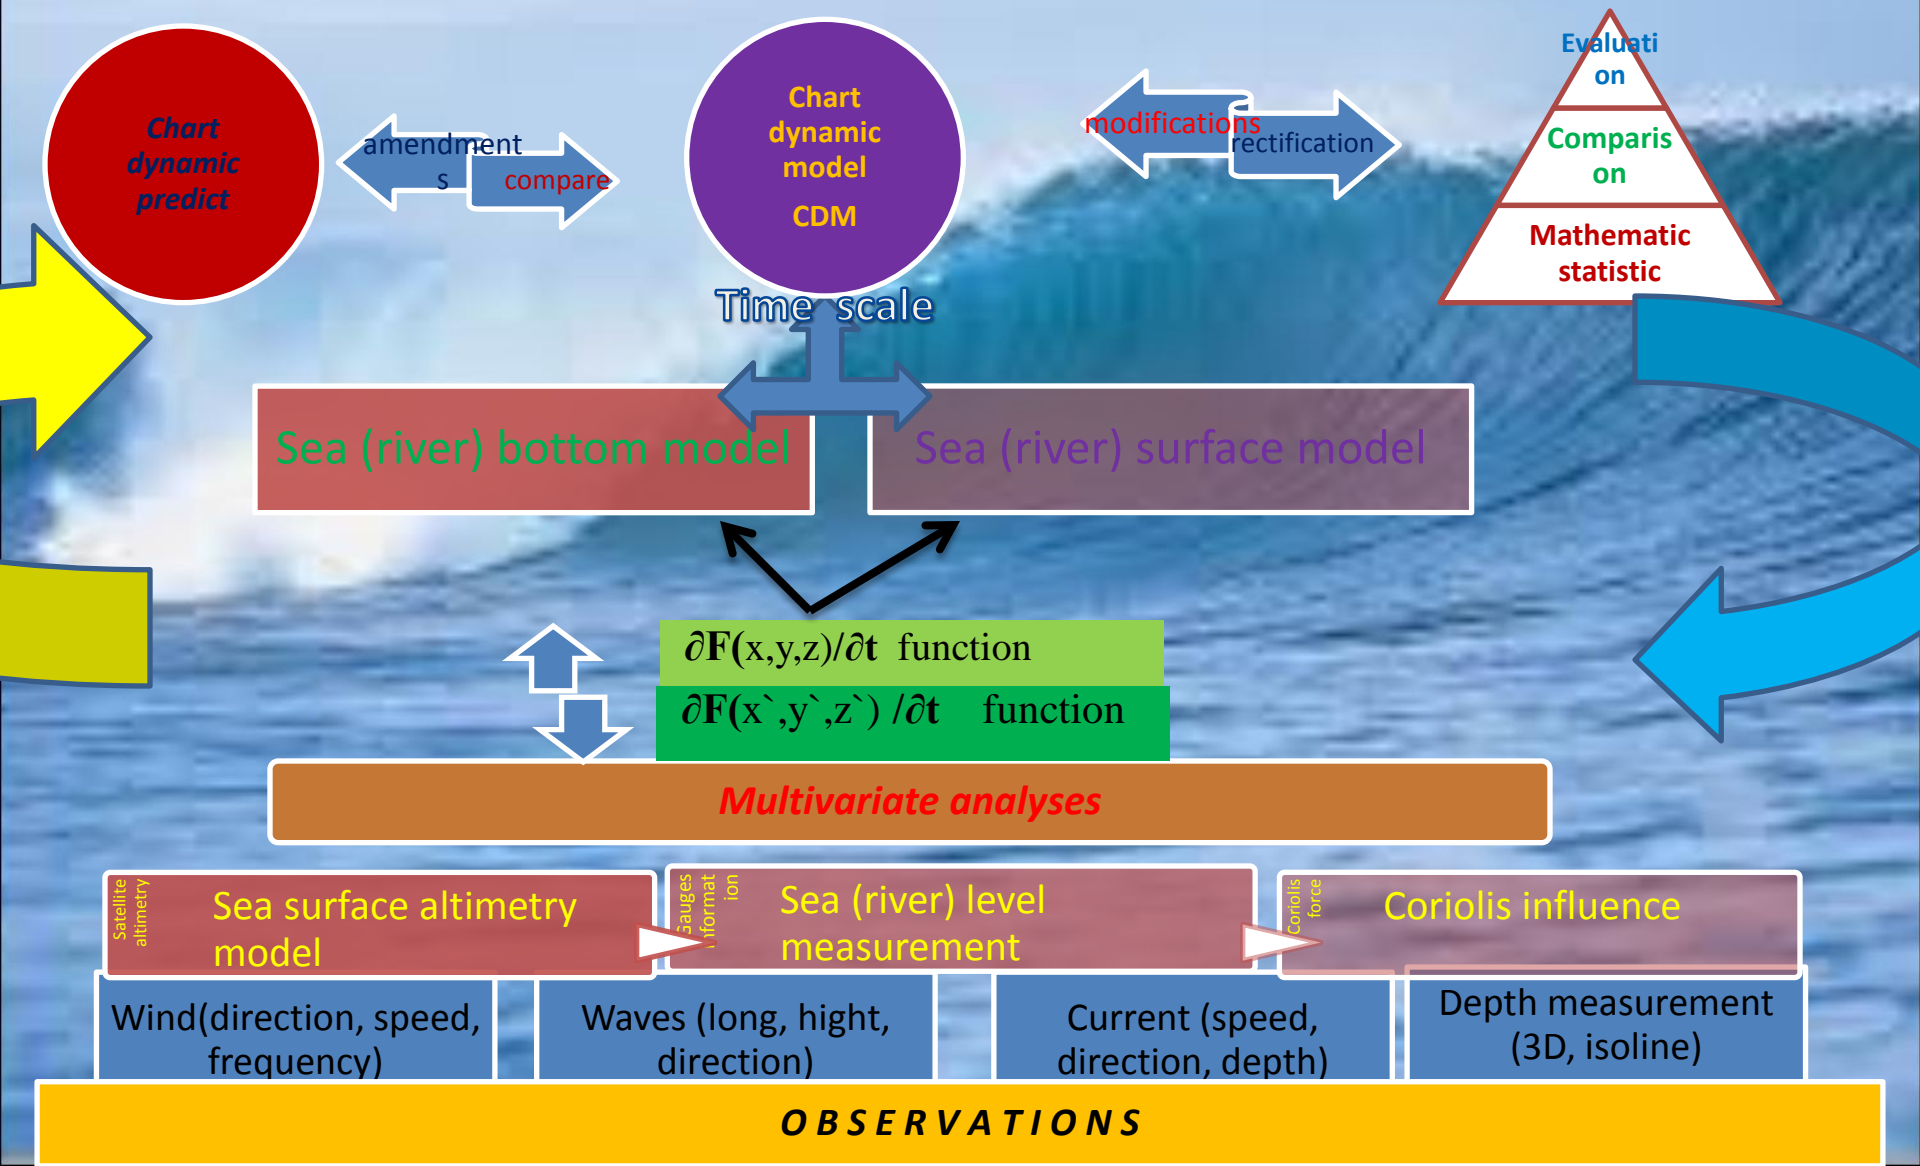 Chart
dynamic
predict
amendment
s
compare
Chart
dynamic
model
CDM
modifications
rectification
Evaluati
on
Comparis
on
Mathematic
statistic
Time scale
Sea (river) bottom model
Sea (river) surface model
∂F(x,y,z)/∂t function
∂F(x`,y`,z`) /∂t function
Multivariate analyses
Satellite
altimetry
Sea surface altimetry
model
Gauges
informat
ion
Sea (river) level
measurement
Coriolis
force
Coriolis influence
Wind(direction, speed,
frequency)
Waves (long, hight,
direction)
Current (speed,
direction, depth)
Depth measurement
(3D, isoline)
O B S E R V A T I O N S